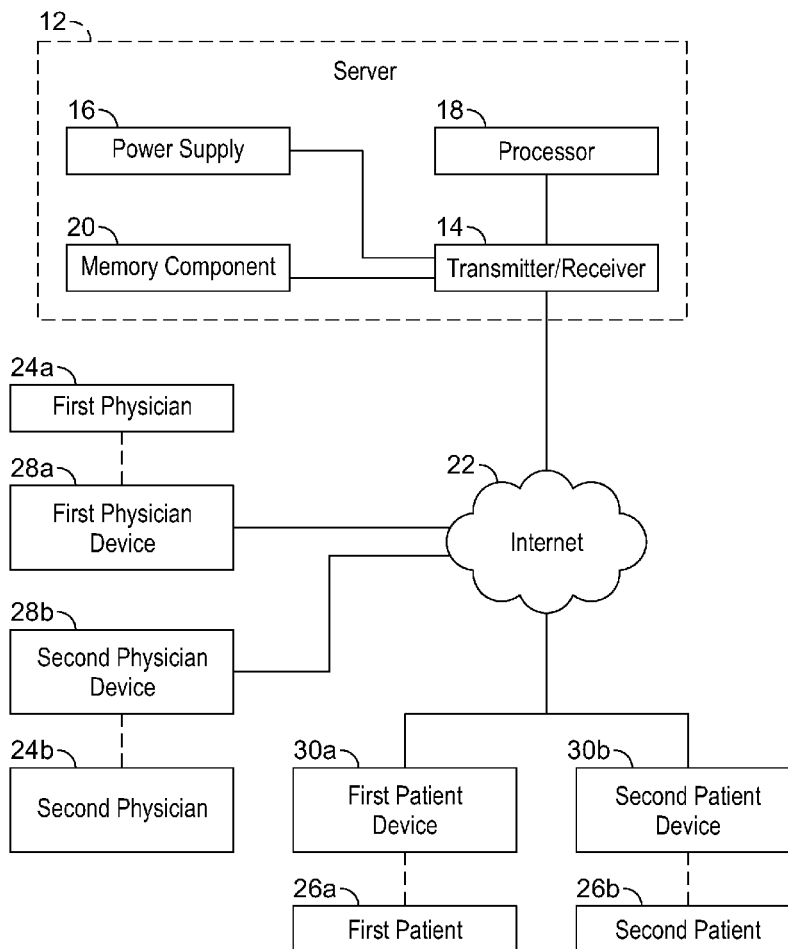 12
Server
16
Power Supply
18
Processor
20
Memory Component
14
Transmitter/Receiver
24a
First Physician
28a
First Physician
Device
22
Internet
28b
Second Physician
Device
24b
Second Physician
30a
First Patient
Device
30b
Second Patient
Device
26a
First Patient
26b
Second Patient